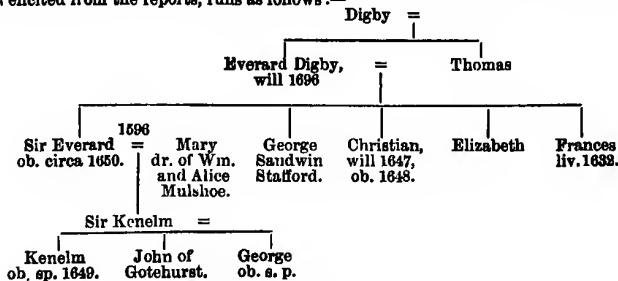 elicited from the reports, runs as follows :—
Digby =
Everard Digby, = Thomas
will 1696
1596
Sir Everard = Mary George Christian, Elizabeth Frances
ob. circa 1650. dr. of Wm. Sandwin will 1647, liv. 1632.
and Alice Stafford. ob. 1648.
Mulshoe.
Sir Kenelm =
Kenelm John of George
ob. sp. 1649. Gotehurst. ob. s. p.